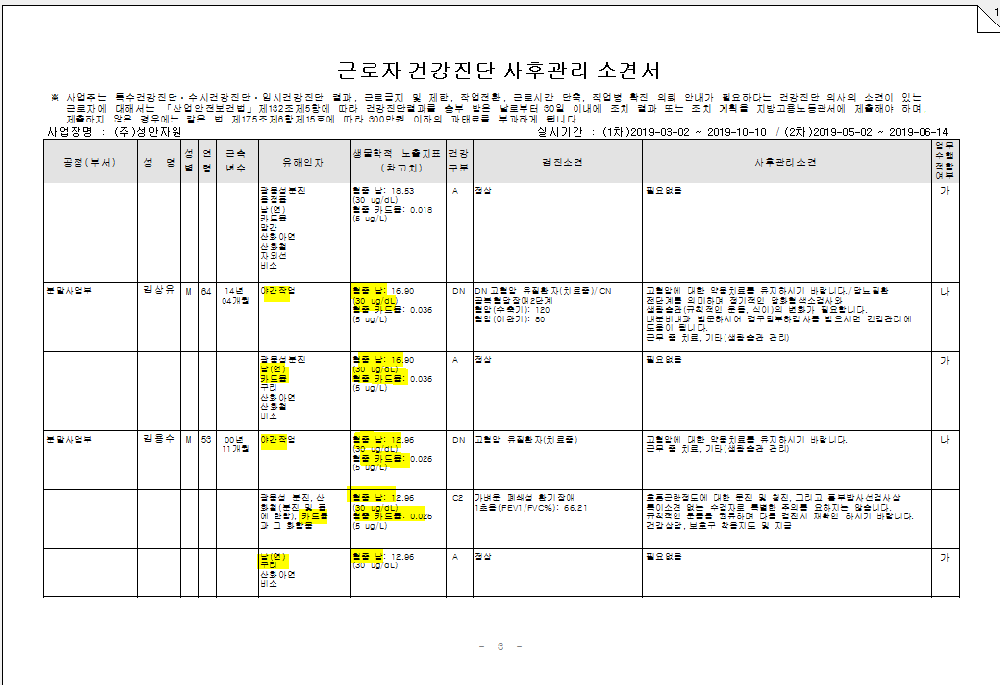 1
근로자 건강진단 사후관리 소견서
※ 사업주는 특수건강진단·수시건강진단·임시건강진단 결과, 근로금지 및 제한, 작업전환, 근로시간 단축, 직업병 확진 의뢰 안내가 필요하다는 건강진단 의사의 소견이 있는
근로자에 대해서는 「산업안전보건법」 제132조제5항에 따라 건강진단결과를 송부 받은 날로부터 30일 이내에 조치 결과 또는 조치 계획을 지방고용노동관서에 제출해야 하며,
제출하지 않은 경우에는 같은 법 제175조제6항제15호에 따라 300만원 이하의 과태료를 부과하게 됩니다.
사업장명 : (주)성안자원 실시기간 : (1차)2019-03-02 ~ 2019-10-10 / (2차)2019-05-02 ~ 2019-06-14
공정(부서) 성 명 성별 연령 근속년수 유해인자 생물학적 노출지표(참고치) 건강구분 검진소견 사후관리소견 업무수행적합여부
광물성분진 혈중 납: 18.53 A 정상 필요없음 가
용접흄 (30 ug/dL)
납(연) 혈중 카드뮴: 0.018
카드뮴 (5 ug/L)
망간
산화아연
산화철
자외선
비소
분말사업부 김상유 M 64 14년 야간작업 혈중 납: 16.90 DN DN 고혈압 유질환자(치료중)/CN 고혈압에 대한 약물치료를 유지하시기 바랍니다./당뇨질환 나
04개월 (30 ug/dL) 공복혈당장애2단계 전단계를 의미하며 정기적인 당화혈색소검사와
혈중 카드뮴: 0.036 혈압(수축기): 120 생활습관(규칙적인 운동, 식이)의 변화가 필요합니다.
(5 ug/L) 혈압(이완기): 80 내분비내과 방문하시어 경구당부하검사를 받으시면 건강관리에
도움이 됩니다.
근무 중 치료, 기타(생활습관 관리)
광물성분진 혈중 납: 16.90 A 정상 필요없음 가
납(연) (30 ug/dL)
카드뮴 혈중 카드뮴: 0.036
구리 (5 ug/L)
산화아연
산화철
비소
분말사업부 김용수 M 53 00년 야간작업 혈중 납: 12.96 DN 고혈압 유질환자(치료중) 고혈압에 대한 약물치료를 유지하시기 바랍니다. 나
11개월 (30 ug/dL) 근무 중 치료, 기타(생활습관 관리)
혈중 카드뮴: 0.026
(5 ug/L)
광물성 분진, 산 혈중 납: 12.96 C2 가벼운 폐쇄성 환기장애 호흡곤란정도에 대한 문진 및 청진, 그리고 흉부방사선검사상
화철(분진 및 흄 (30 ug/dL) 1초율(FEV1/FVC%): 66.21 특이소견 없는 수검자로 특별한 주의를 요하지는 않습니다.
에 한함), 카드뮴 혈중 카드뮴: 0.026 규칙적인 운동을 권유하며 다음 검진시 재확인 하시기 바랍니다.
과 그 화합물 (5 ug/L) 건강상담, 보호구 착용지도 및 지급
납(연) 혈중 납: 12.96 A 정상 필요없음 가
구리 (30 ug/dL)
산화아연
비소
- 6 -